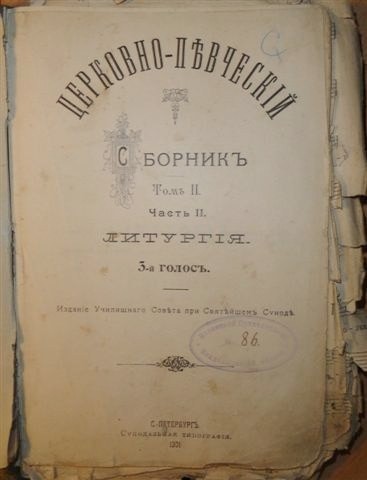 ЦЕРКОВНО-ПѢВЧЕСКІЙ
СБОРНИКЪ
Томъ II.
Часть II.
ЛИТУРГІЯ.
3-й голосъ.
Изданіе Училищнаго Совѣта при Святѣйшемъ Сѵнодѣ.
86.
С.-ПЕТЕРБУРГЪ.
Сѵнодальная типографія.